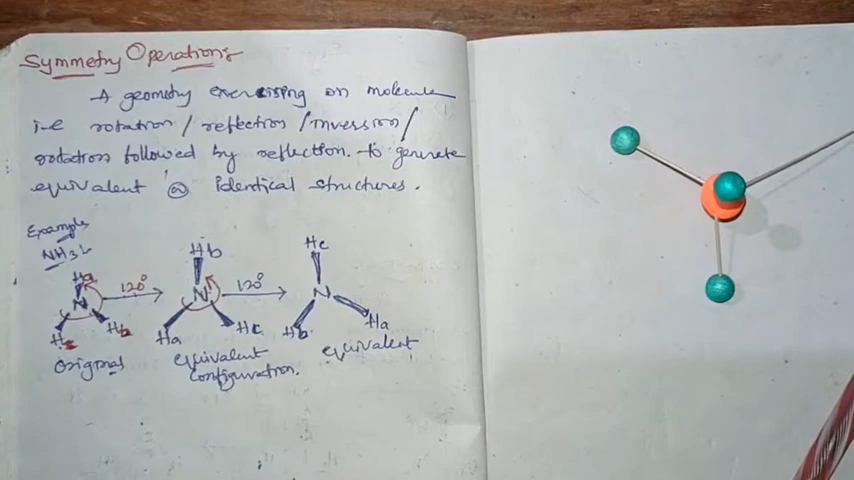 Symmetry Operations
A geometry exercising on molecule
i-e rotation / reflection / inversion /
rotation followed by reflection. to generate
equivalent or identical structures.
Example
NH3
Ha
N
Hc Hb
original
120°
Hb
N
Ha Hc
equivalent
configuration.
120°
Hc
N
Hb Ha
equivalent